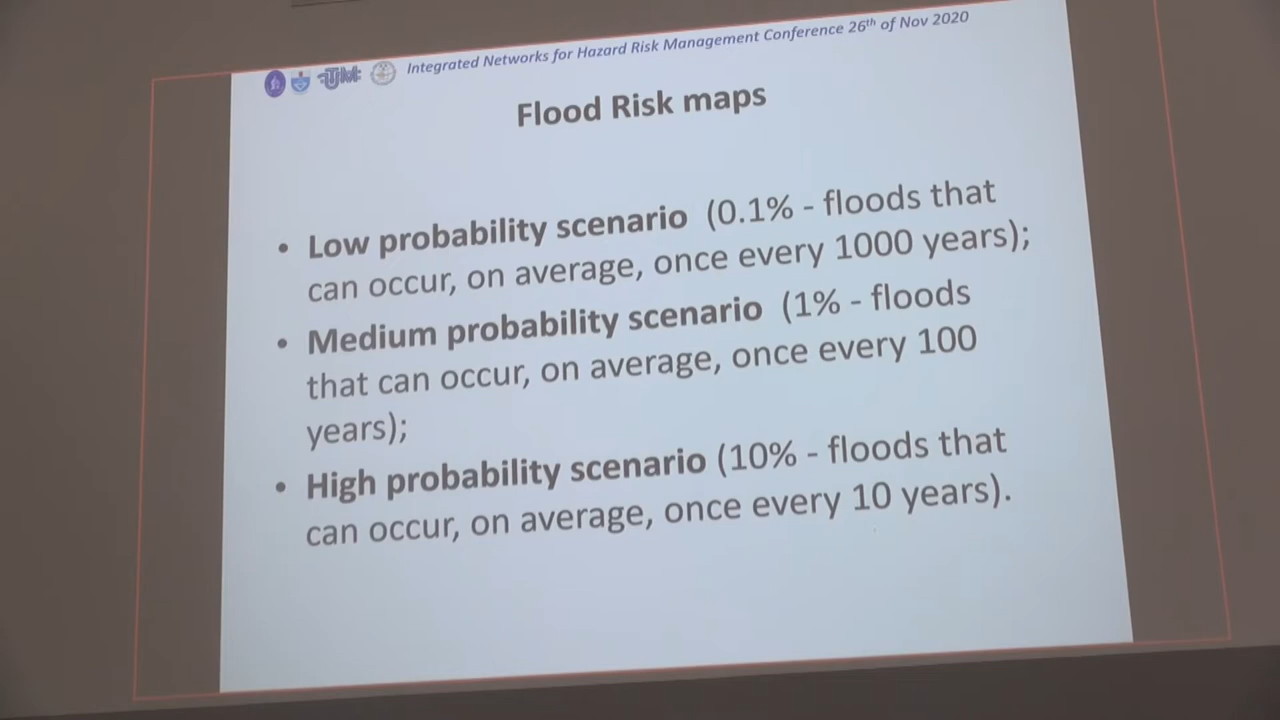 Integrated Networks for Hazard Risk Management Conference 26th of Nov 2020
Flood Risk maps
• Low probability scenario (0.1% - floods that
can occur, on average, once every 1000 years);
• Medium probability scenario (1% - floods
that can occur, on average, once every 100
years);
• High probability scenario (10% - floods that
can occur, on average, once every 10 years).